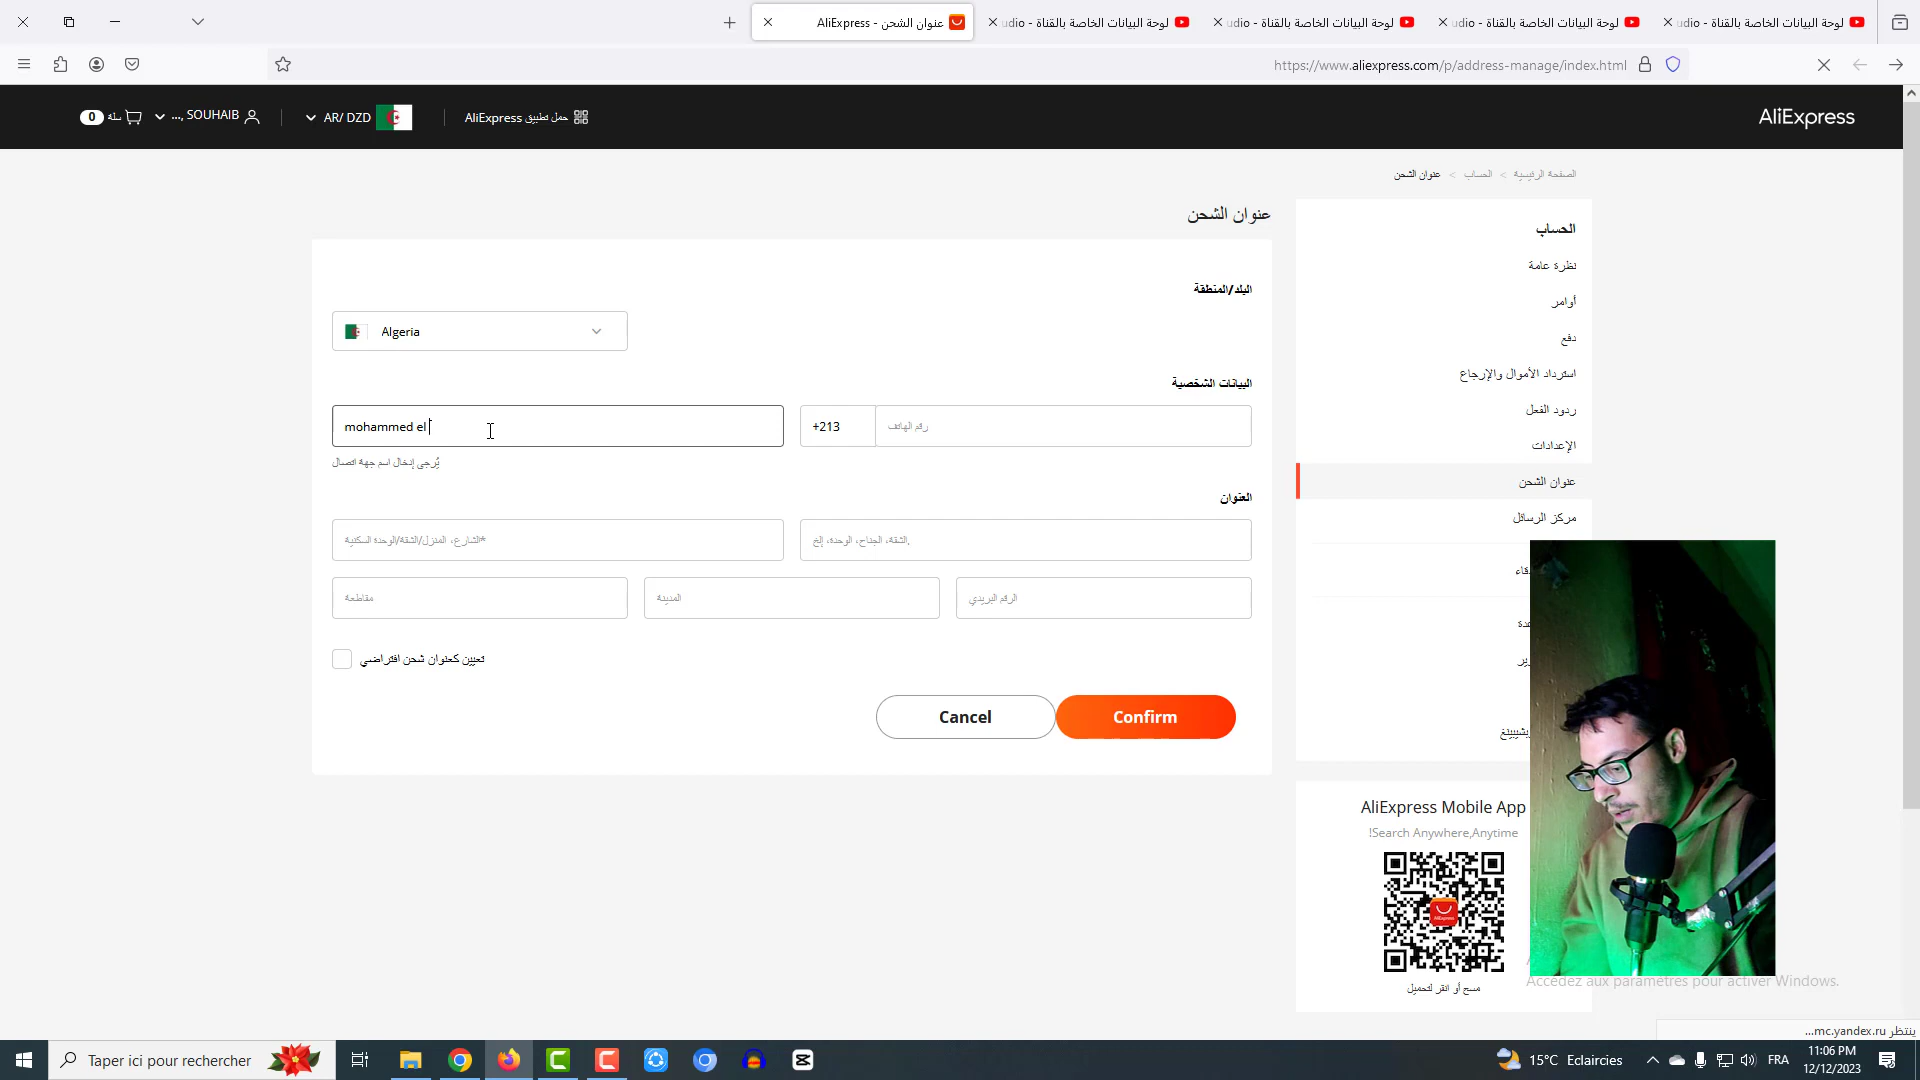 عنوان الشحن - AliExpress
لوحة البيانات الخاصة بالقناة - udio
لوحة البيانات الخاصة بالقناة - udio
لوحة البيانات الخاصة بالقناة - udio
لوحة البيانات الخاصة بالقناة - udio
https://www.aliexpress.com/p/address-manage/index.html
AliExpress
حمل تطبيق AliExpress
AR/ DZD
SOUHAIB, ...
سلة 0
الصفحة الرئيسية > الحساب > عنوان الشحن
الحساب
نظرة عامة
أوامر
دفع
استرداد الأموال والإرجاع
ردود الفعل
الإعدادات
عنوان الشحن
مركز الرسائل
AliExpress Mobile App
!Search Anywhere,Anytime
مسح أو انقر لتحميل
عنوان الشحن
البلد/المنطقة
Algeria
البيانات الشخصية
mohammed el
+213
رقم الهاتف
يُرجى إدخال اسم جهة اتصال
العنوان
الشارع، المنزل/الشقة/الوحدة السكنية*
الشقة، الجناح، الوحدة، إلخ.
مقاطعة
المدينة
الرقم البريدي
تعيين كعنوان شحن افتراضي
Cancel
Confirm
Accédez aux paramètres pour activer Windows.
ينتظر mc.yandex.ru...
Taper ici pour rechercher
15°C Eclaircies
FRA
11:06 PM
12/12/2023